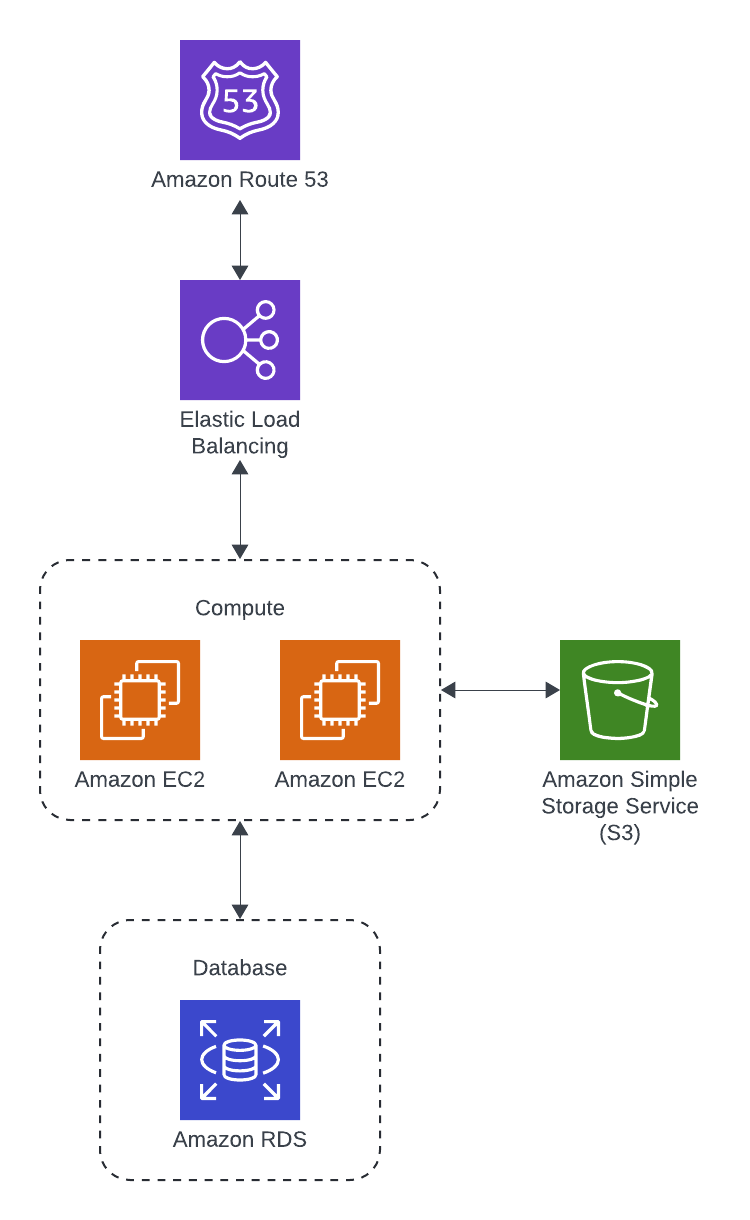 53
Amazon Route 53
Elastic Load
Balancing
Compute
Amazon EC2
Amazon EC2
Amazon Simple
Storage Service
(S3)
Database
Amazon RDS